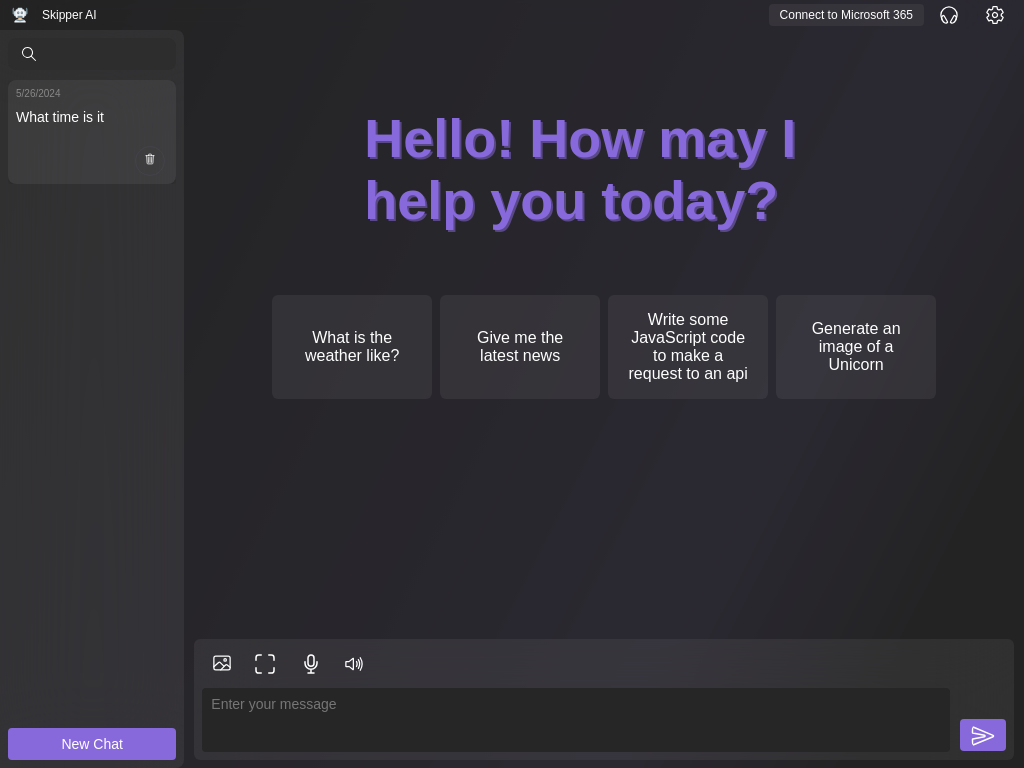 Skipper AI
Connect to Microsoft 365
5/26/2024
What time is it
Hello! How may I
help you today?
What is the
weather like?
Give me the
latest news
Write some
JavaScript code
to make a
request to an api
Generate an
image of a
Unicorn
Enter your message
New Chat